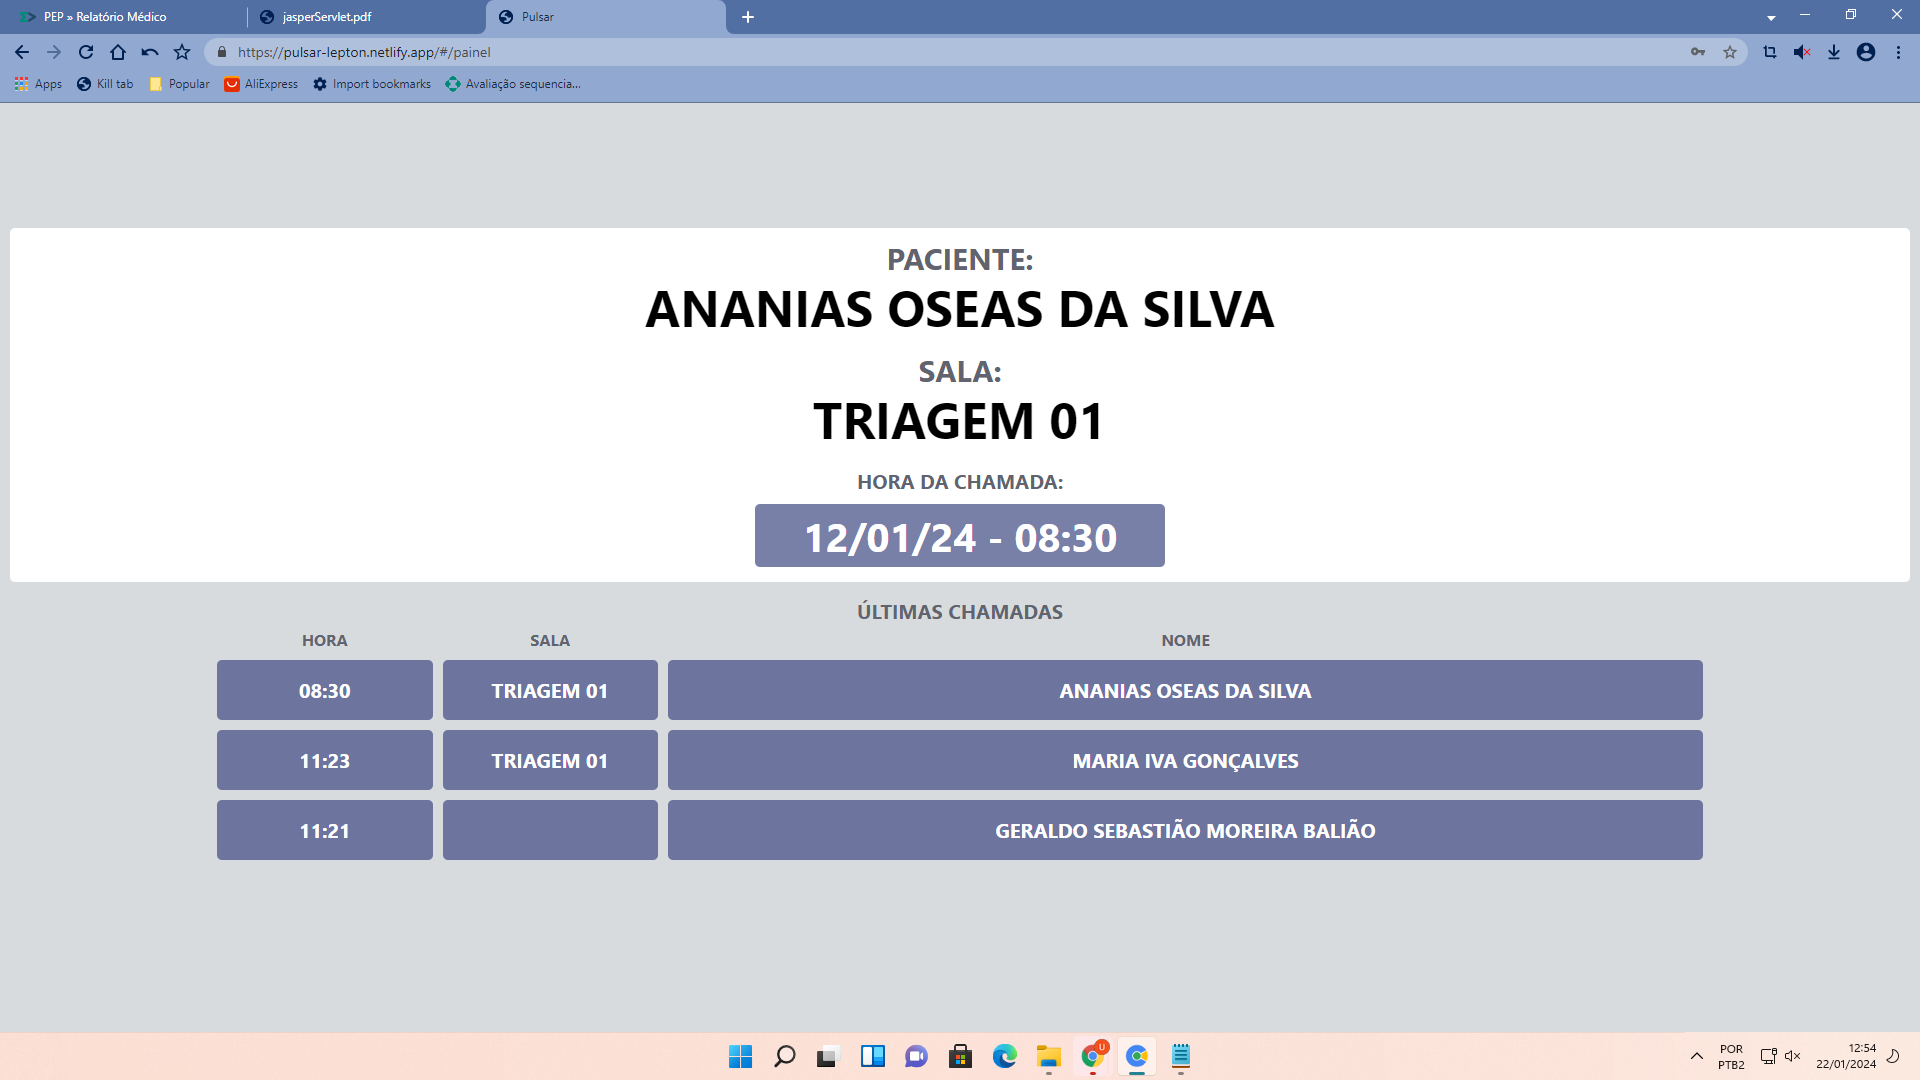 PEP » Relatório Médico
jasperServlet.pdf
Pulsar
https://pulsar-lepton.netlify.app/#/painel
Apps
Kill tab
Popular
AliExpress
Import bookmarks
Avaliação sequencia...
PACIENTE:
ANANIAS OSEAS DA SILVA
SALA:
TRIAGEM 01
HORA DA CHAMADA:
12/01/24 - 08:30
ÚLTIMAS CHAMADAS
HORA SALA NOME
08:30 TRIAGEM 01 ANANIAS OSEAS DA SILVA
11:23 TRIAGEM 01 MARIA IVA GONÇALVES
11:21 GERALDO SEBASTIÃO MOREIRA BALIÃO
U
POR
PTB2
12:54
22/01/2024